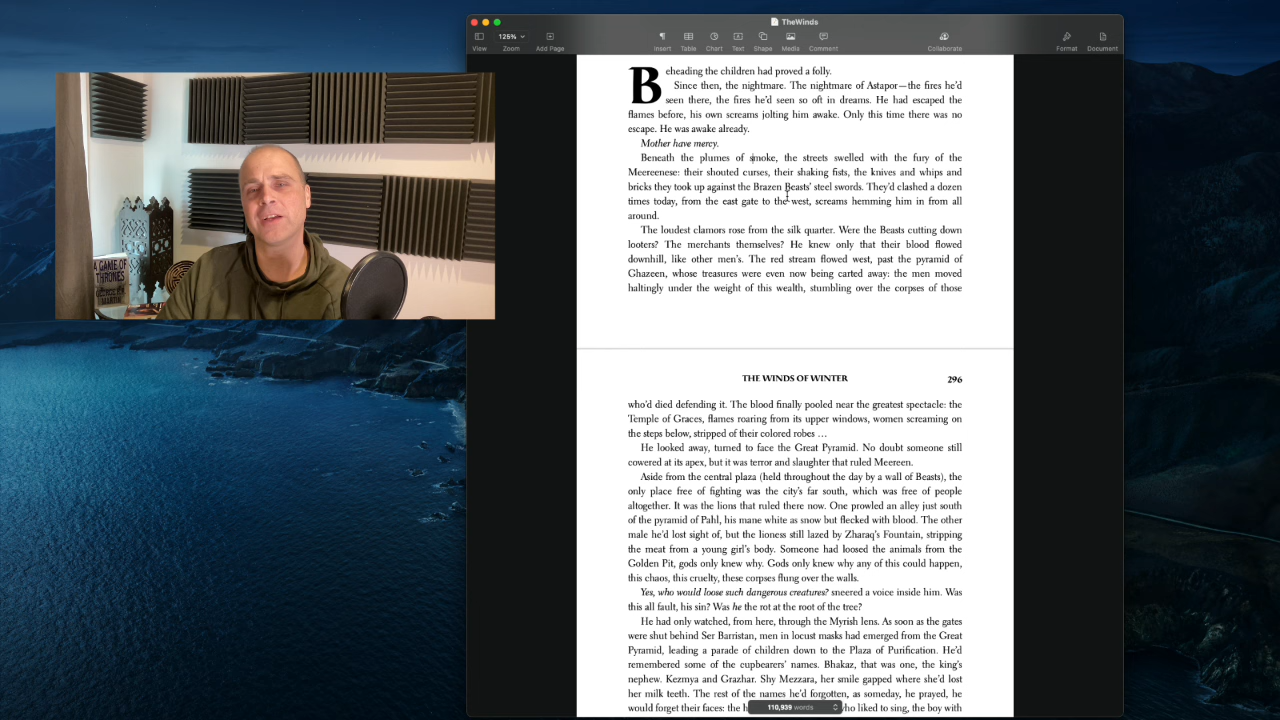 TheWinds
125%
View
Zoom
Add Page
Insert
Table
Chart
Text
Shape
Media
Comment
Collaborate
Format
Document
Beheading the children had proved a folly.
Since then, the nightmare. The nightmare of Astapor—the fires he’d
seen there, the fires he’d seen so oft in dreams. He had escaped the
flames before, his own screams jolting him awake. Only this time there was no
escape. He was awake already.
Mother have mercy.
Beneath the plumes of smoke, the streets swelled with the fury of the
Meereenese: their shouted curses, their shaking fists, the knives and whips and
bricks they took up against the Brazen Beasts’ steel swords. They’d clashed a dozen
times today, from the east gate to the west, screams hemming him in from all
around.
The loudest clamors rose from the silk quarter. Were the Beasts cutting down
looters? The merchants themselves? He knew only that their blood flowed
downhill, like other men’s. The red stream flowed west, past the pyramid of
Ghazeen, whose treasures were even now being carted away: the men moved
haltingly under the weight of this wealth, stumbling over the corpses of those
THE WINDS OF WINTER 296
who’d died defending it. The blood finally pooled near the greatest spectacle: the
Temple of Graces, flames roaring from its upper windows, women screaming on
the steps below, stripped of their colored robes …
He looked away, turned to face the Great Pyramid. No doubt someone still
cowered at its apex, but it was terror and slaughter that ruled Meereen.
Aside from the central plaza (held throughout the day by a wall of Beasts), the
only place free of fighting was the city’s far south, which was free of people
altogether. It was the lions that ruled there now. One prowled an alley just south
of the pyramid of Pahl, his mane white as snow but flecked with blood. The other
male he’d lost sight of, but the lioness still lazed by Zharaq’s Fountain, stripping
the meat from a young girl’s body. Someone had loosed the animals from the
Golden Pit, gods only knew why. Gods only knew why any of this could happen,
this chaos, this cruelty, these corpses flung over the walls.
Yes, who would loose such dangerous creatures? sneered a voice inside him. Was
this all fault, his sin? Was he the rot at the root of the tree?
He had only watched, from here, through the Myrish lens. As soon as the gates
were shut behind Ser Barristan, men in locust masks had emerged from the Great
Pyramid, leading a parade of children down to the Plaza of Purification. He’d
remembered some of the cupbearers’ names. Bhakaz, that was one, the king’s
nephew. Kezmya and Grazhar. Shy Mezzara, her smile gapped where she’d lost
her milk teeth. The rest of the names he’d forgotten, as someday, he prayed, he
would forget their faces: the h who liked to sing, the boy with
110,939 words
A GAME OF
THRONES
GEORGE R.R.
MARTIN